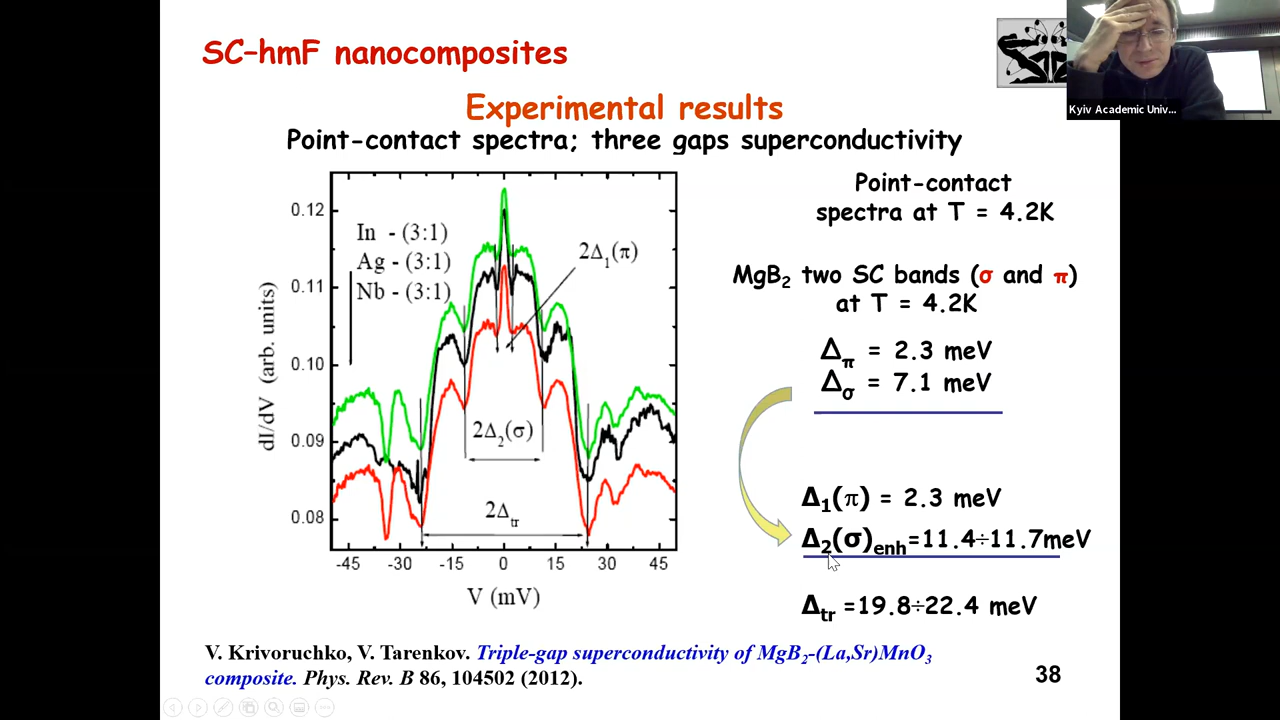 SC–hmF nanocomposites
Kyiv Academic Univ...
Experimental results
Point-contact spectra; three gaps superconductivity
0.12
0.11
0.10
0.09
0.08
dI/dV (arb. units)
In - (3:1)
Ag - (3:1)
Nb - (3:1)
2Δ₁(π)
2Δ₂(σ)
2Δtr
-45 -30 -15 0 15 30 45
V (mV)
Point-contact
spectra at T = 4.2K
MgB₂ two SC bands (σ and π)
at T = 4.2K
Δπ = 2.3 meV
Δσ = 7.1 meV
Δ₁(π) = 2.3 meV
Δ₂(σ)enh=11.4÷11.7meV
Δtr =19.8÷22.4 meV
V. Krivoruchko, V. Tarenkov. Triple-gap superconductivity of MgB₂-(La,Sr)MnO₃
composite. Phys. Rev. B 86, 104502 (2012).
38